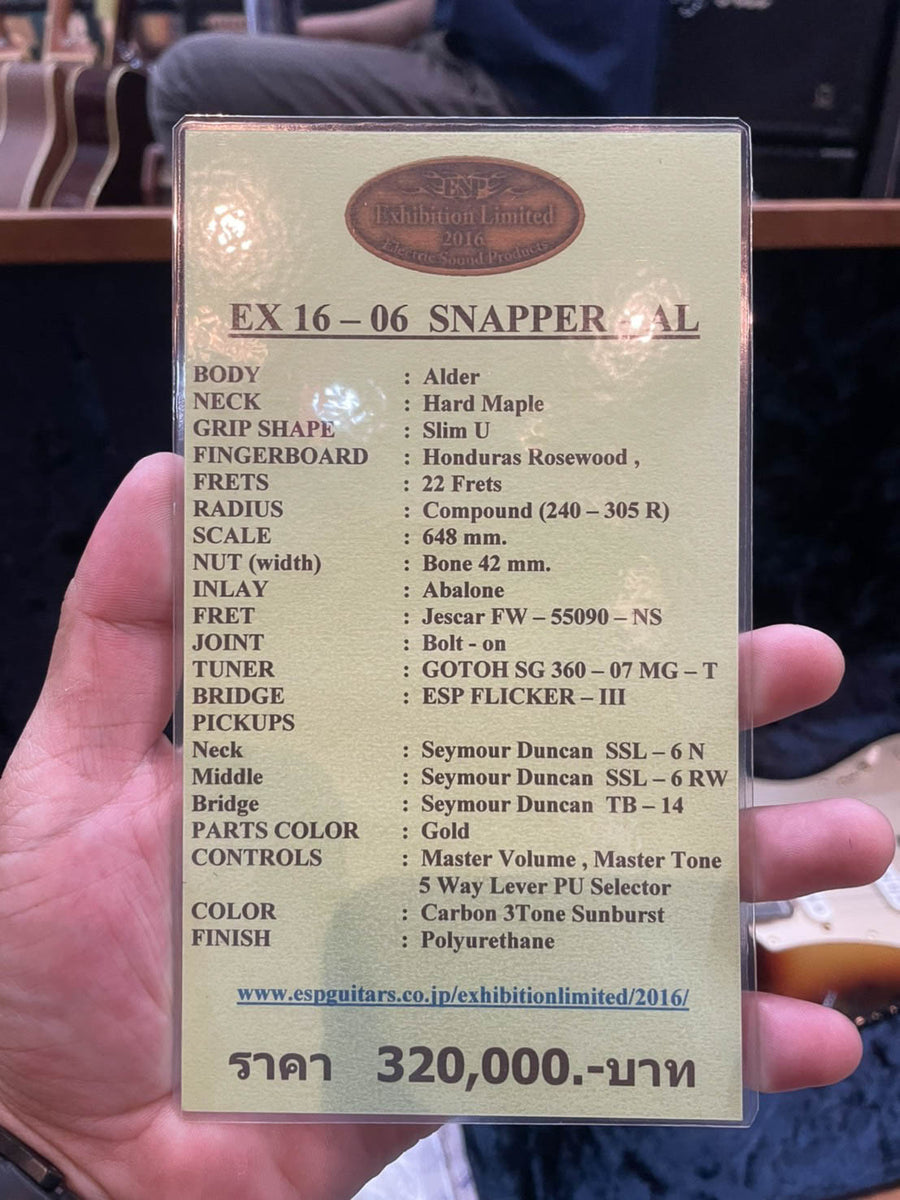 ESP
Exhibition Limited
2016
Electric Sound Products
EX 16 – 06 SNAPPER - AL
BODY : Alder
NECK : Hard Maple
GRIP SHAPE : Slim U
FINGERBOARD : Honduras Rosewood ,
FRETS : 22 Frets
RADIUS : Compound (240 – 305 R)
SCALE : 648 mm.
NUT (width) : Bone 42 mm.
INLAY : Abalone
FRET : Jescar FW – 55090 – NS
JOINT : Bolt - on
TUNER : GOTOH SG 360 – 07 MG – T
BRIDGE : ESP FLICKER – III
PICKUPS
Neck : Seymour Duncan SSL – 6 N
Middle : Seymour Duncan SSL – 6 RW
Bridge : Seymour Duncan TB – 14
PARTS COLOR : Gold
CONTROLS : Master Volume , Master Tone
5 Way Lever PU Selector
COLOR : Carbon 3Tone Sunburst
FINISH : Polyurethane
www.espguitars.co.jp/exhibitionlimited/2016/
ราคา 320,000.-บาท